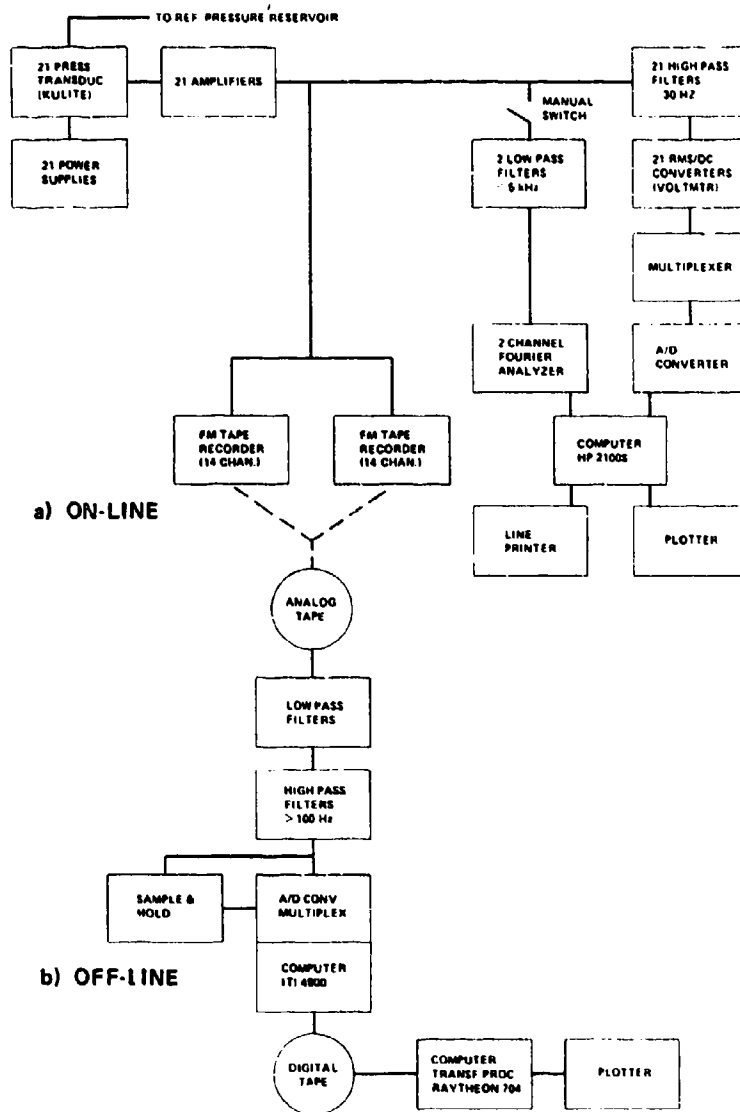 TO REF. PRESSURE RESERVOIR
21 PRESS
TRANSDUC
(KULITE)
21 AMPLIFIERS
21 HIGH PASS
FILTERS
30 HZ
MANUAL
SWITCH
21 POWER
SUPPLIES
2 LOW PASS
FILTERS
5 kHz
21 RMS/DC
CONVERTERS
(VOLTMTR)
MULTIPLEXER
2 CHANNEL
FOURIER
ANALYZER
A/D
CONVERTER
FM TAPE
RECORDER
(14 CHAN.)
FM TAPE
RECORDER
(14 CHAN.)
COMPUTER
HP 2100S
a) ON-LINE
LINE
PRINTER
PLOTTER
ANALOG
TAPE
LOW PASS
FILTERS
HIGH PASS
FILTERS
> 100 Hz
SAMPLE &
HOLD
A/D CONV
MULTIPLEX
b) OFF-LINE
COMPUTER
ITI 4900
DIGITAL
TAPE
COMPUTER
TRANSF PROC
RAYTHEON 704
PLOTTER